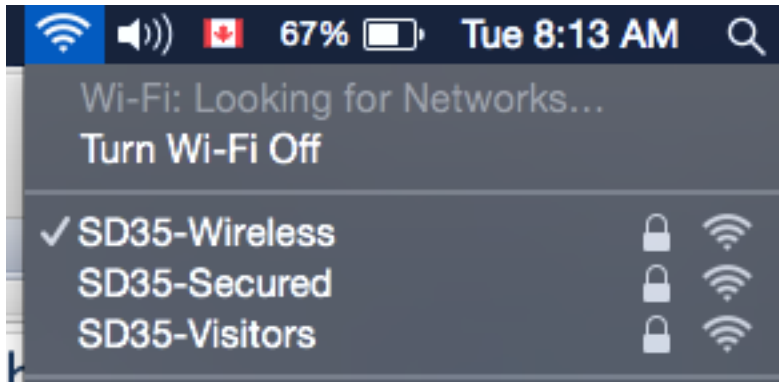 67% Tue 8:13 AM
Wi-Fi: Looking for Networks...
Turn Wi-Fi Off
✓ SD35-Wireless
SD35-Secured
SD35-Visitors